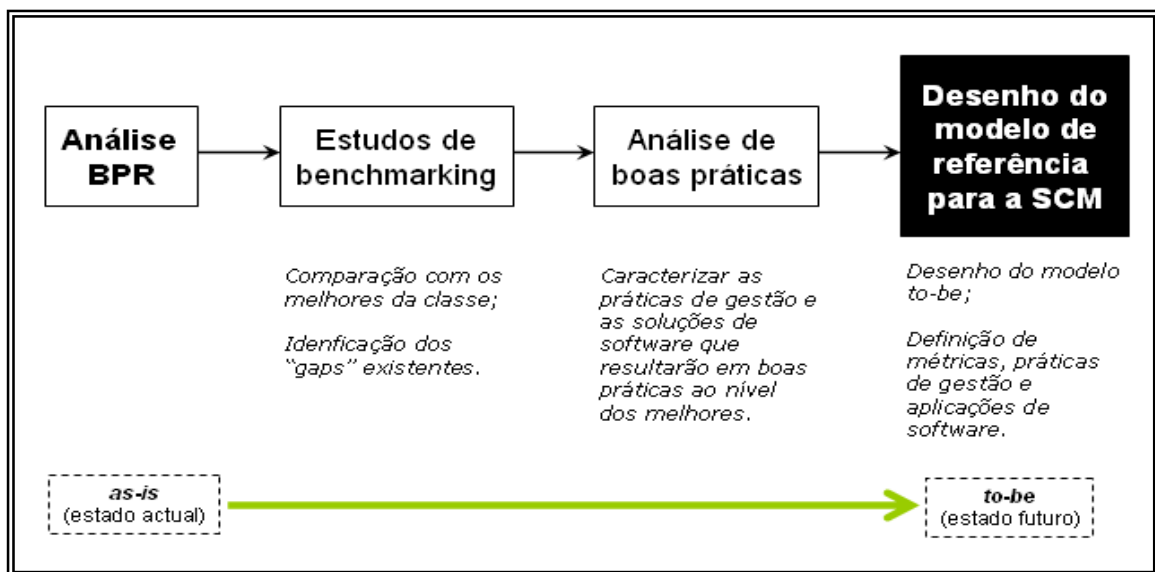 Análise
BPR
Estudos de
benchmarking
Análise de
boas práticas
Desenho do
modelo de
referência
para a SCM
Comparação com os
melhores da classe;
Idenficação dos
“gaps” existentes.
Caracterizar as
práticas de gestão e
as soluções de
software que
resultarão em boas
práticas ao nível
dos melhores.
Desenho do modelo
to-be;
Definição de
métricas, práticas
de gestão e
aplicações de
software.
as-is
(estado actual)
to-be
(estado futuro)